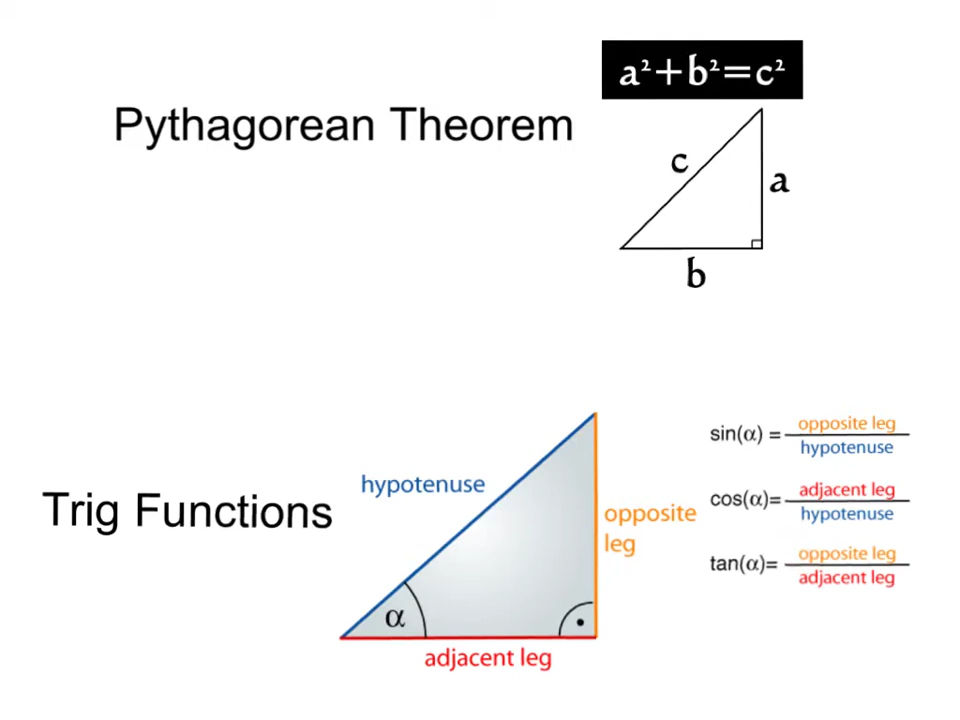 a²+b²=c²
Pythagorean Theorem
c
a
b
Trig Functions
hypotenuse
opposite
leg
α
adjacent leg
sin(α) = opposite leg
hypotenuse
cos(α)= adjacent leg
hypotenuse
tan(α)= opposite leg
adjacent leg